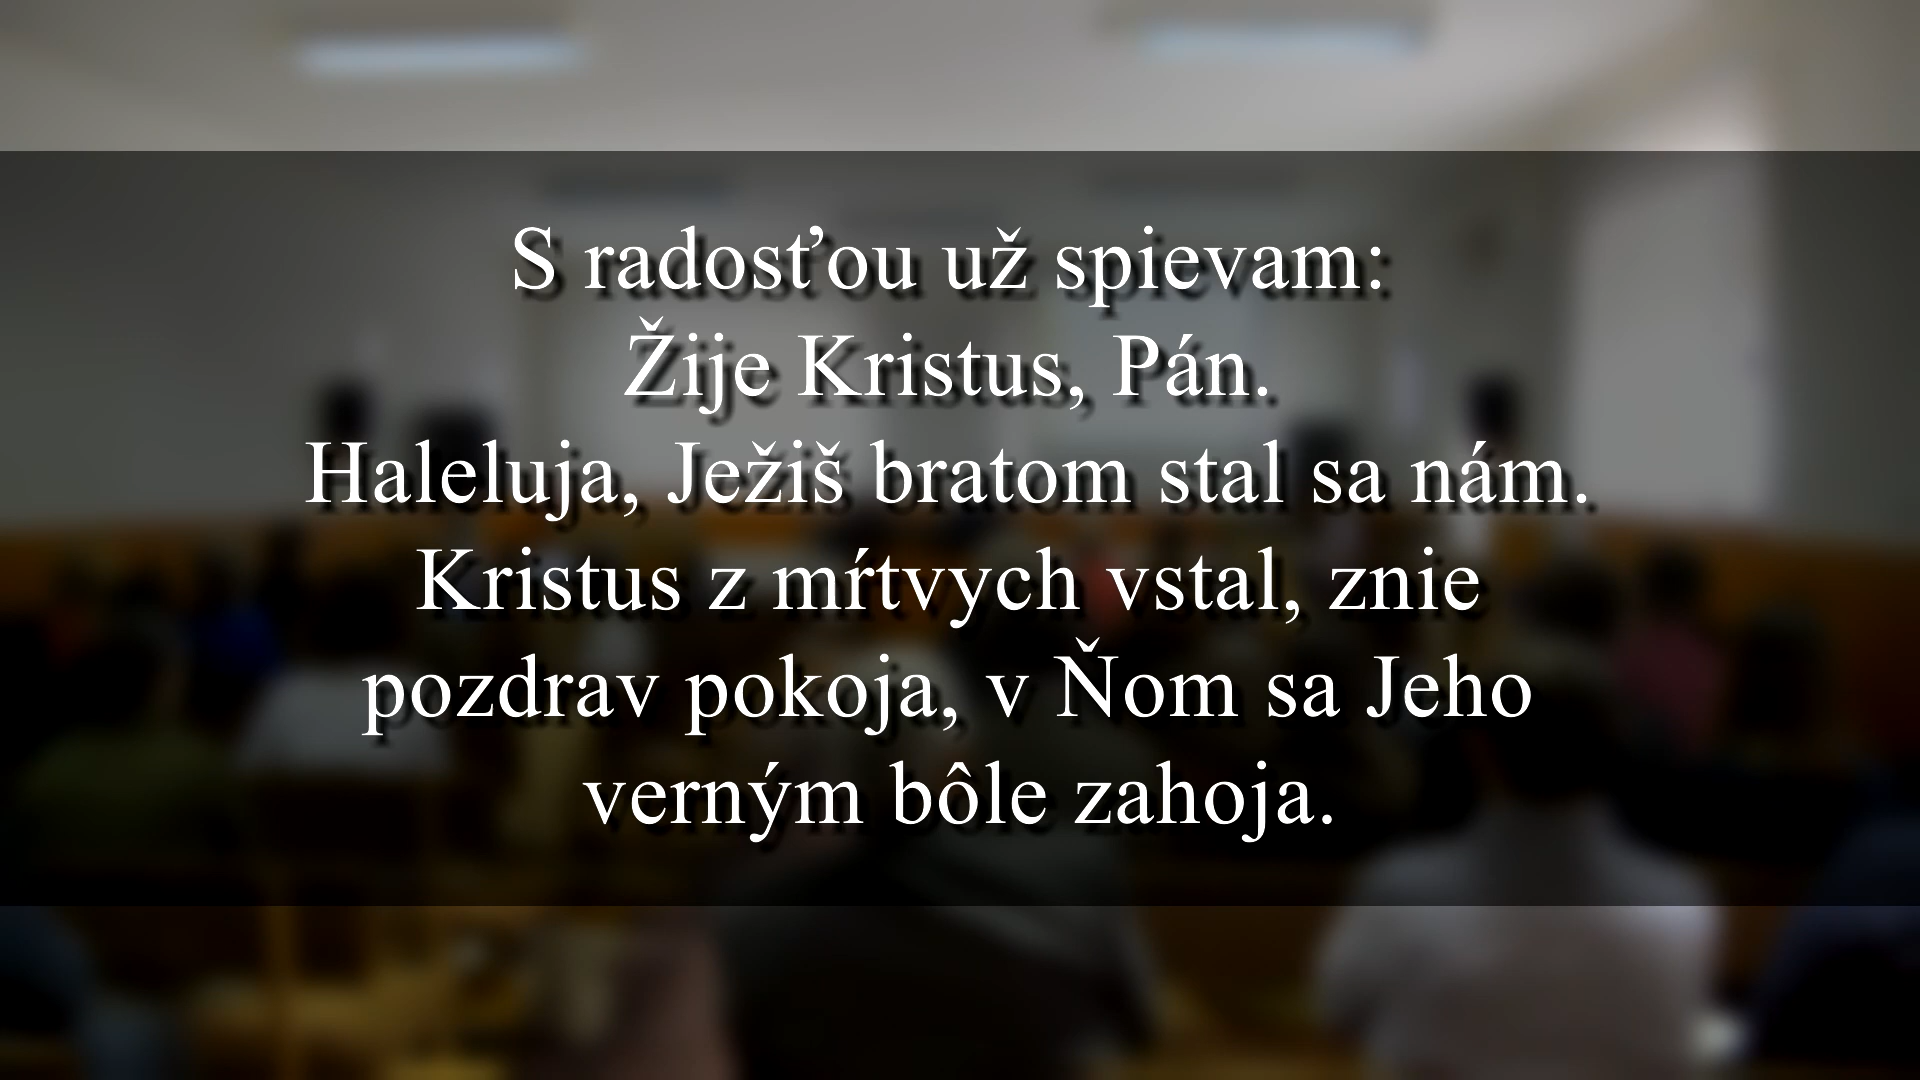 S radosťou už spievam:
Žije Kristus, Pán.
Haleluja, Ježiš bratom stal sa nám.
Kristus z mŕtvych vstal, znie
pozdrav pokoja, v Ňom sa Jeho
verným bôle zahoja.